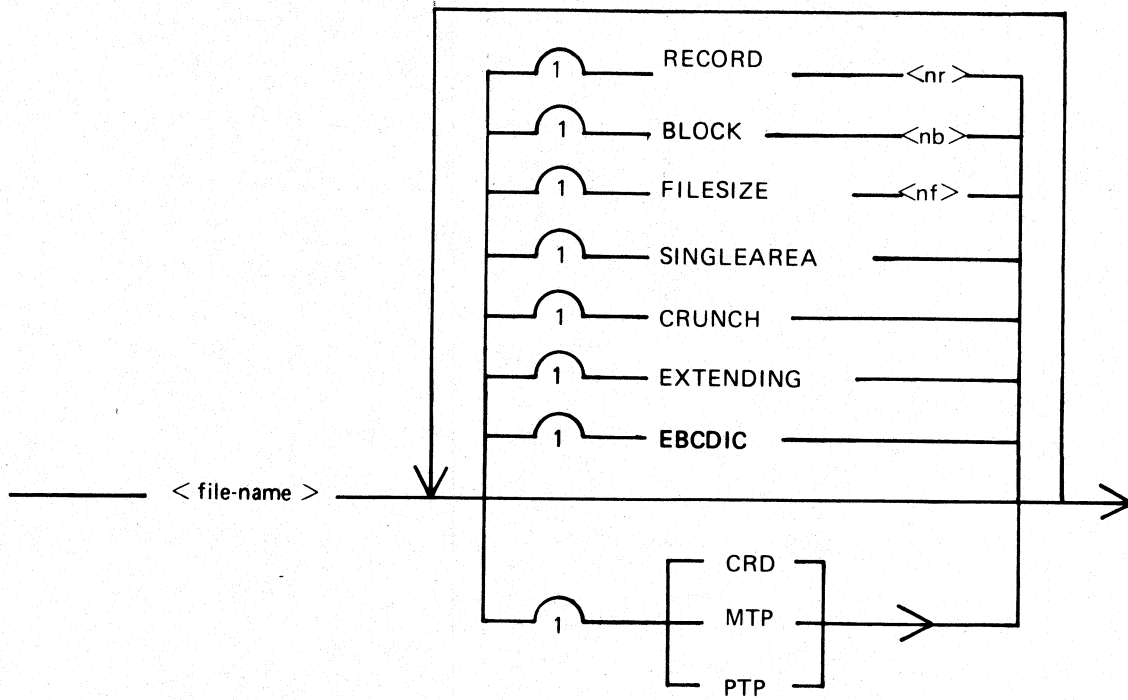 1 RECORD <nr>
1 BLOCK <nb>
1 FILESIZE <nf>
1 SINGLEAREA
1 CRUNCH
1 EXTENDING
1 EBCDIC
<file-name>
CRD
1 MTP
PTP